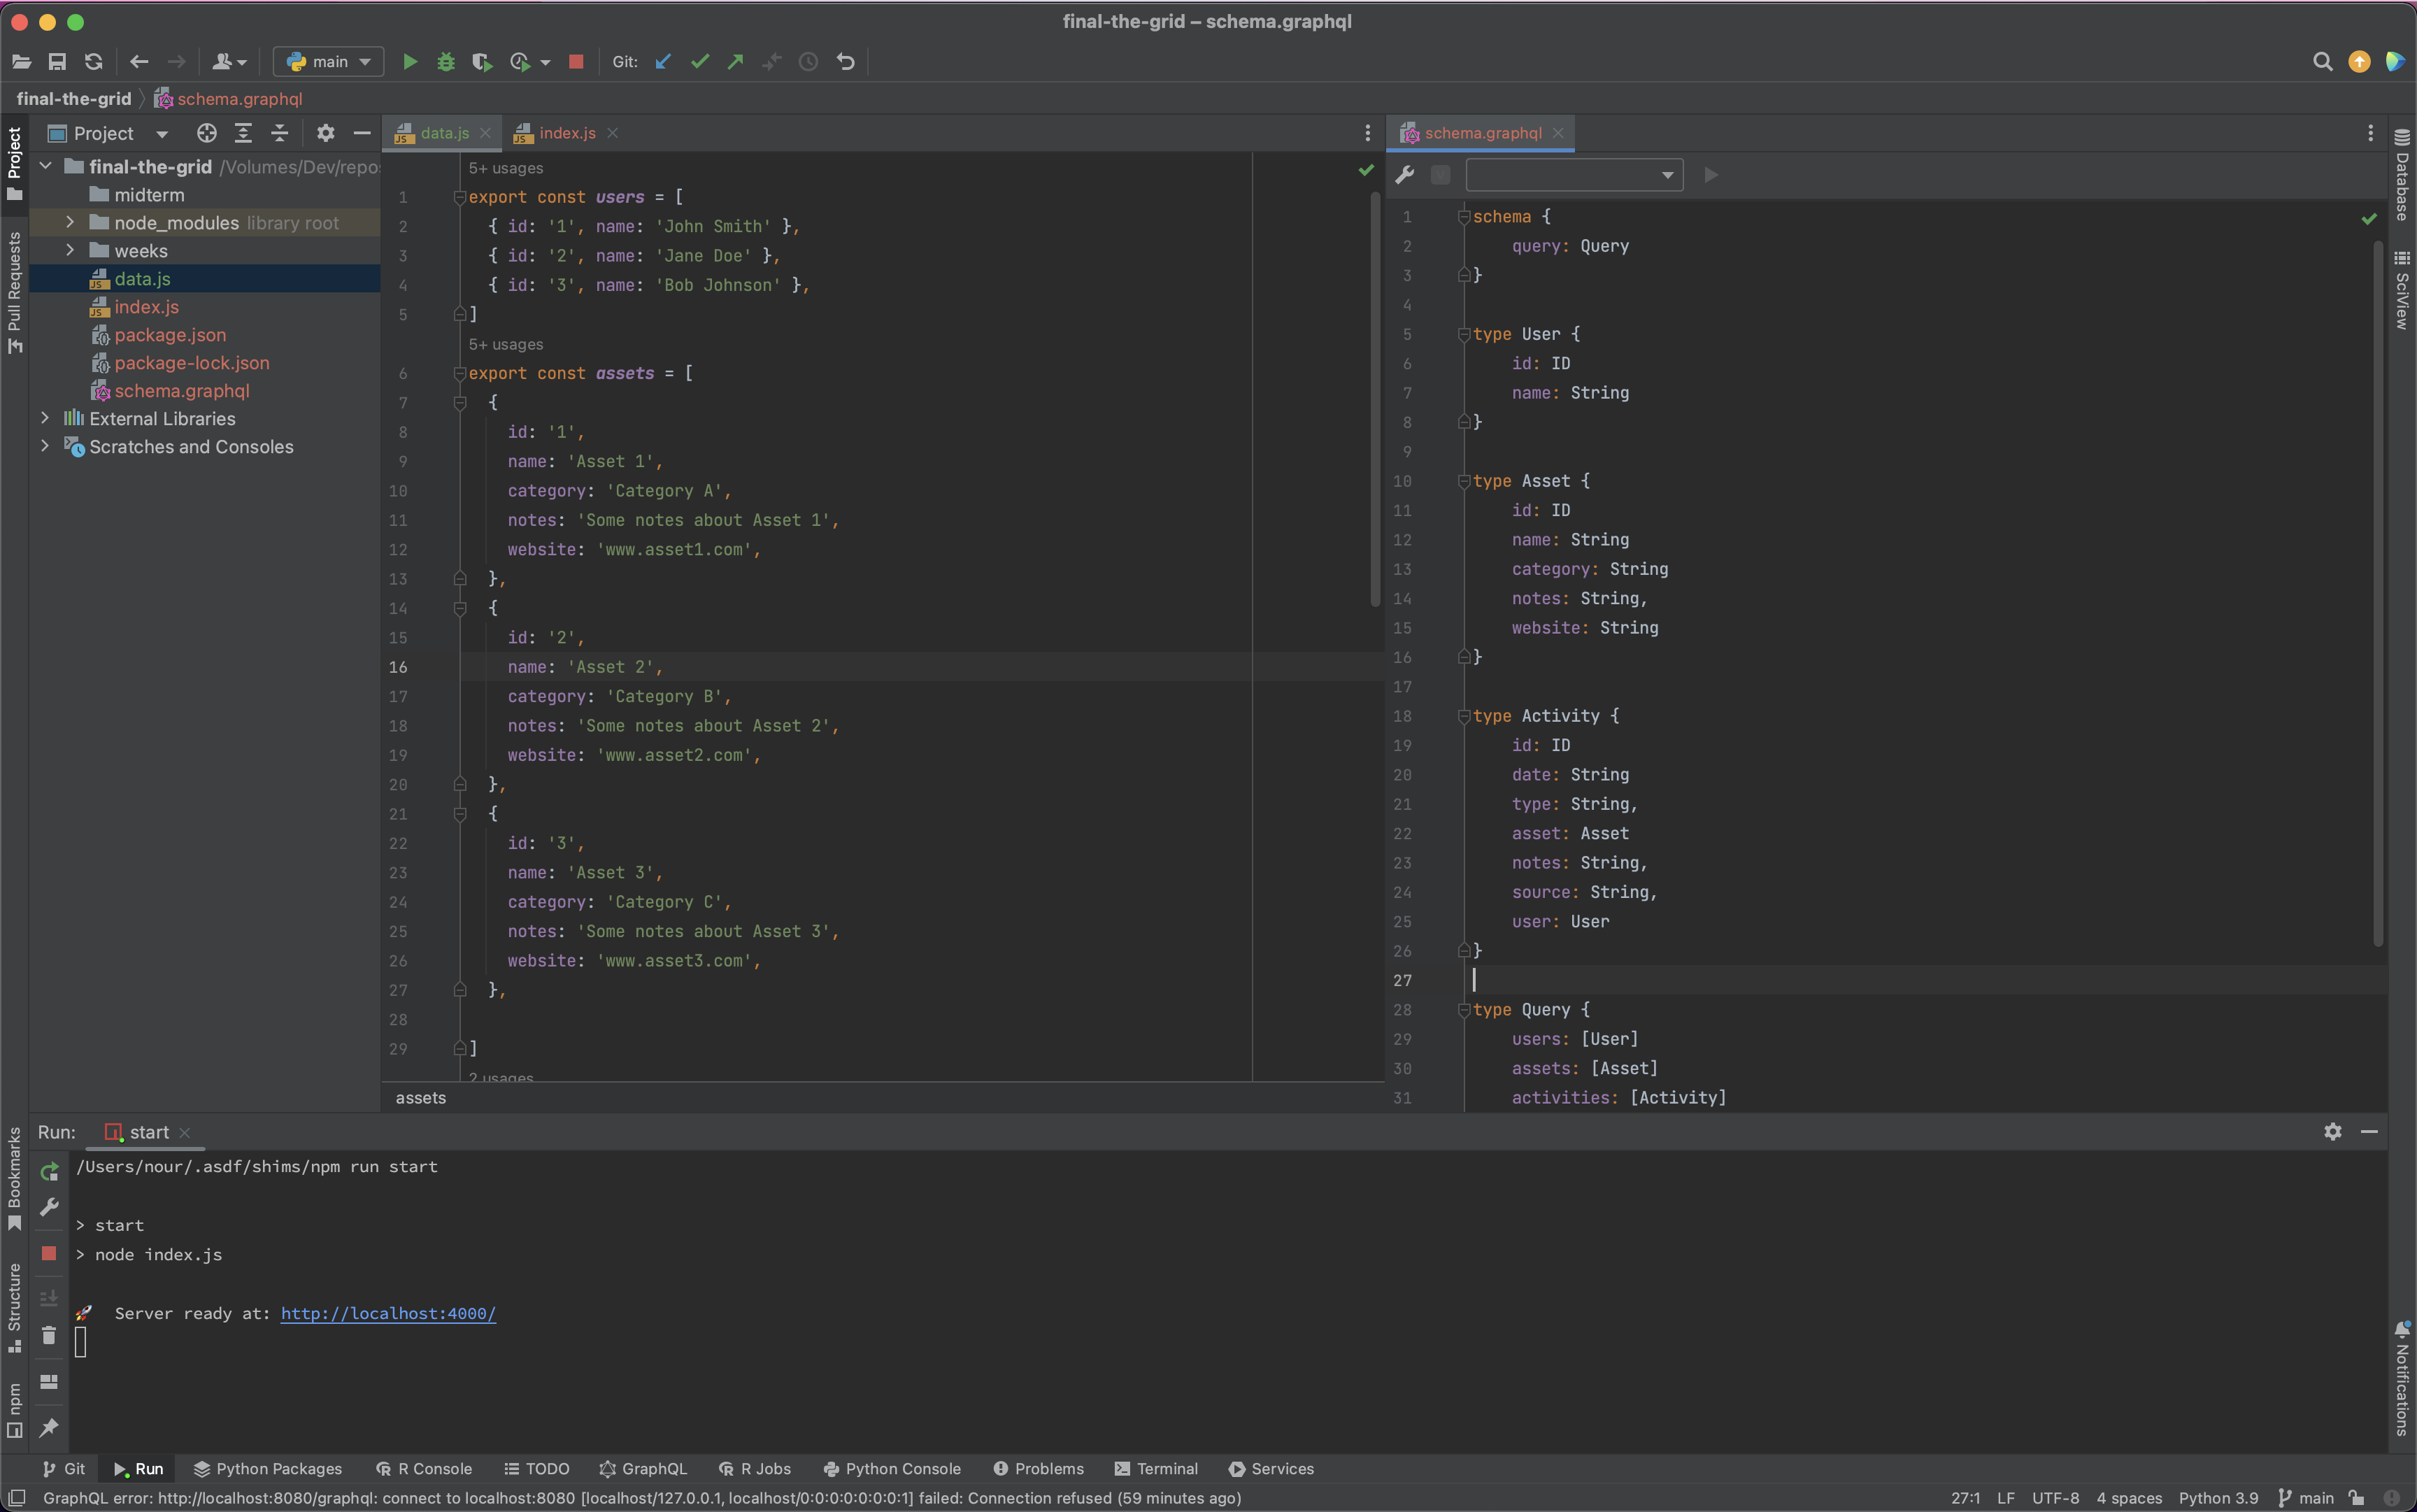 final-the-grid – schema.graphql
main
Git:
final-the-grid
schema.graphql
Project
Pull Requests
Bookmarks
Structure
npm
Project
final-the-grid /Volumes/Dev/repo
midterm
node_modules library root
weeks
data.js
index.js
package.json
package-lock.json
schema.graphql
External Libraries
Scratches and Consoles
data.js
index.js
5+ usages
1 export const users = [
2 { id: '1', name: 'John Smith' },
3 { id: '2', name: 'Jane Doe' },
4 { id: '3', name: 'Bob Johnson' },
5 ]
5+ usages
6 export const assets = [
7 {
8 id: '1',
9 name: 'Asset 1',
10 category: 'Category A',
11 notes: 'Some notes about Asset 1',
12 website: 'www.asset1.com',
13 },
14 {
15 id: '2',
16 name: 'Asset 2',
17 category: 'Category B',
18 notes: 'Some notes about Asset 2',
19 website: 'www.asset2.com',
20 },
21 {
22 id: '3',
23 name: 'Asset 3',
24 category: 'Category C',
25 notes: 'Some notes about Asset 3',
26 website: 'www.asset3.com',
27 },
28
29 ]
2 usages
assets
schema.graphql
1 schema {
2 query: Query
3 }
4
5 type User {
6 id: ID
7 name: String
8 }
9
10 type Asset {
11 id: ID
12 name: String
13 category: String
14 notes: String,
15 website: String
16 }
17
18 type Activity {
19 id: ID
20 date: String
21 type: String,
22 asset: Asset
23 notes: String,
24 source: String,
25 user: User
26 }
27
28 type Query {
29 users: [User]
30 assets: [Asset]
31 activities: [Activity]
Database
SciView
Notifications
Run: start
/Users/nour/.asdf/shims/npm run start
> start
> node index.js
🚀 Server ready at: http://localhost:4000/
Git
Run
Python Packages
R Console
TODO
GraphQL
R Jobs
Python Console
Problems
Terminal
Services
GraphQL error: http://localhost:8080/graphql: connect to localhost:8080 [localhost/127.0.0.1, localhost/0:0:0:0:0:0:0:1] failed: Connection refused (59 minutes ago)
27:1 LF UTF-8 4 spaces Python 3.9 main